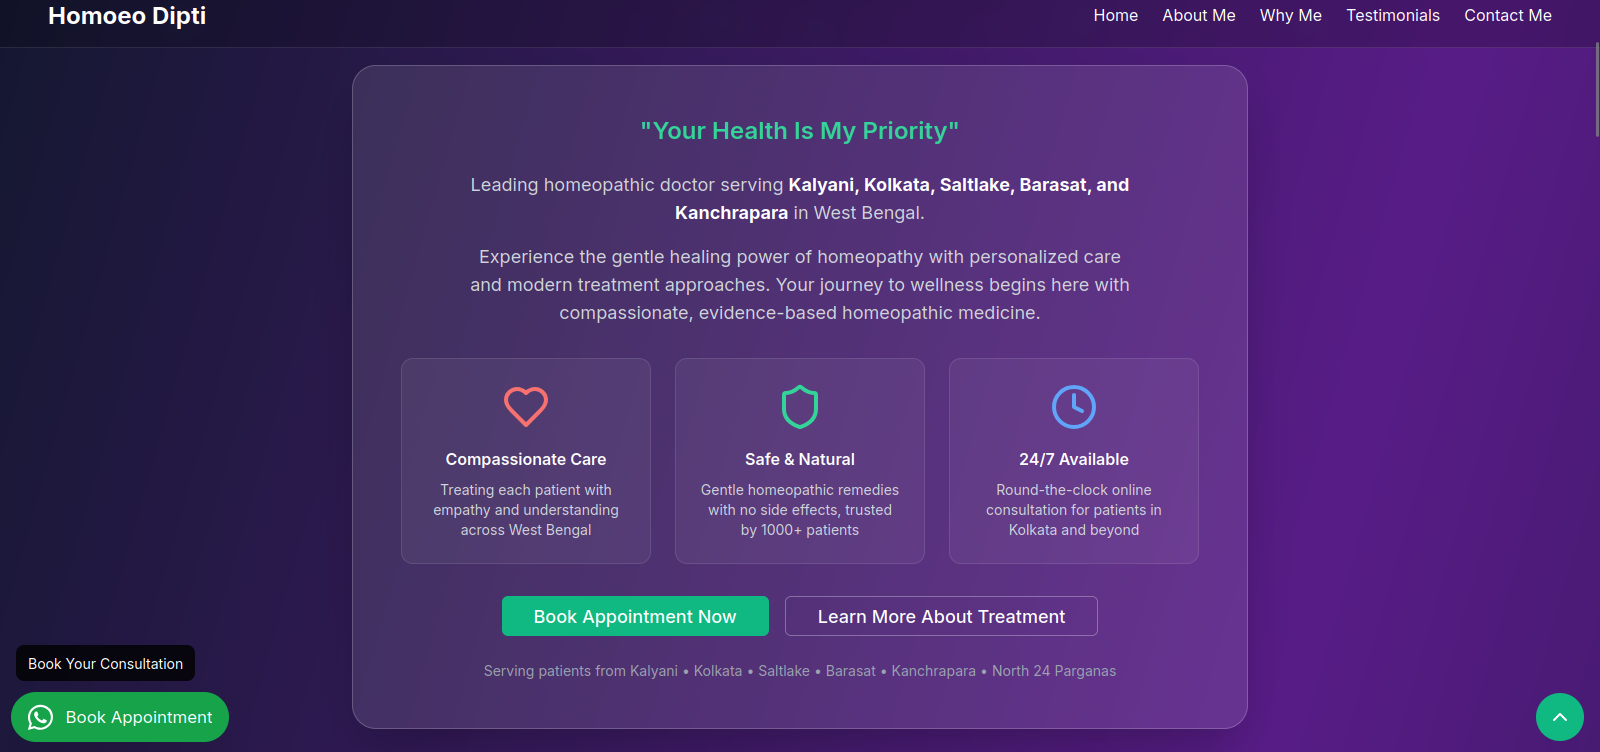 Homoeo Dipti
Home About Me Why Me Testimonials Contact Me
"Your Health Is My Priority"
Leading homeopathic doctor serving Kalyani, Kolkata, Saltlake, Barasat, and
Kanchrapara in West Bengal.
Experience the gentle healing power of homeopathy with personalized care
and modern treatment approaches. Your journey to wellness begins here with
compassionate, evidence-based homeopathic medicine.
Compassionate Care
Treating each patient with
empathy and understanding
across West Bengal
Safe & Natural
Gentle homeopathic remedies
with no side effects, trusted
by 1000+ patients
24/7 Available
Round-the-clock online
consultation for patients in
Kolkata and beyond
Book Appointment Now
Learn More About Treatment
Serving patients from Kalyani • Kolkata • Saltlake • Barasat • Kanchrapara • North 24 Parganas
Book Your Consultation
Book Appointment